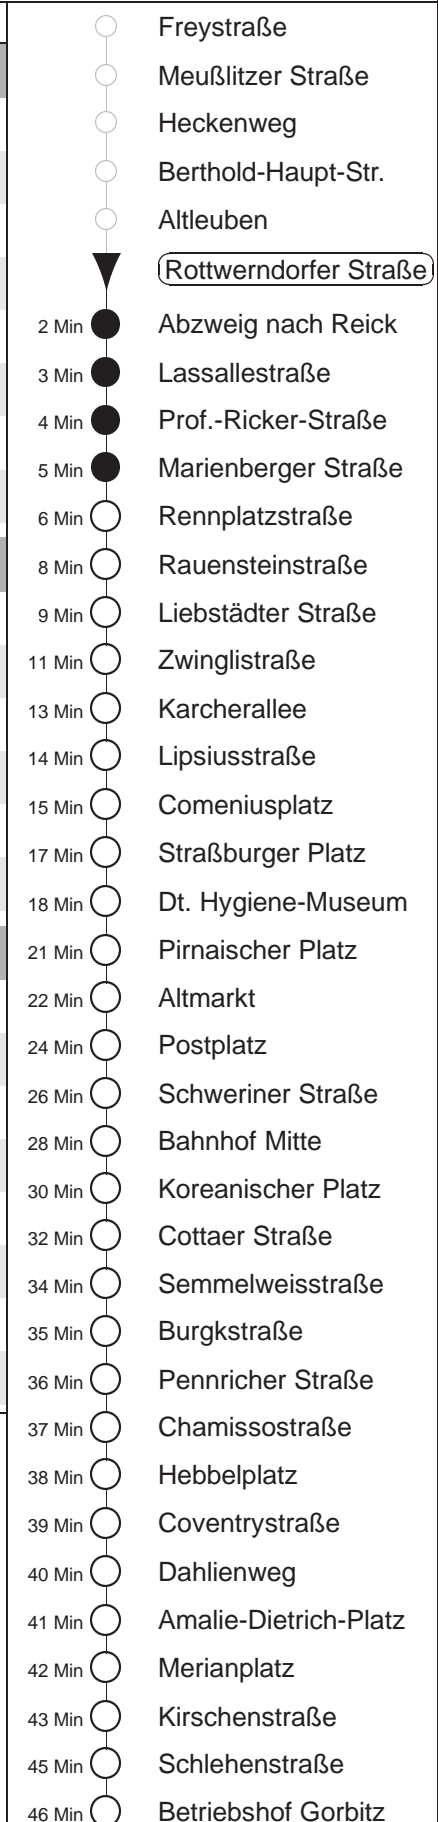 Freystraße
Meußlitzer Straße
Heckenweg
Berthold-Haupt-Str.
Altleuben
Rottwerndorfer Straße
2 Min Abzweig nach Reick
3 Min Lassallestraße
4 Min Prof.-Ricker-Straße
5 Min Marienberger Straße
6 Min Rennplatzstraße
8 Min Rauensteinstraße
9 Min Liebstädter Straße
11 Min Zwinglistraße
13 Min Karcherallee
14 Min Lipsiusstraße
15 Min Comeniusplatz
17 Min Straßburger Platz
18 Min Dt. Hygiene-Museum
21 Min Pirnaischer Platz
22 Min Altmarkt
24 Min Postplatz
26 Min Schweriner Straße
28 Min Bahnhof Mitte
30 Min Koreanischer Platz
32 Min Cottaer Straße
34 Min Semmelweisstraße
35 Min Burgkstraße
36 Min Pennricher Straße
37 Min Chamissostraße
38 Min Hebbelplatz
39 Min Coventrystraße
40 Min Dahlienweg
41 Min Amalie-Dietrich-Platz
42 Min Merianplatz
43 Min Kirschenstraße
45 Min Schlehenstraße
46 Min Betriebshof Gorbitz